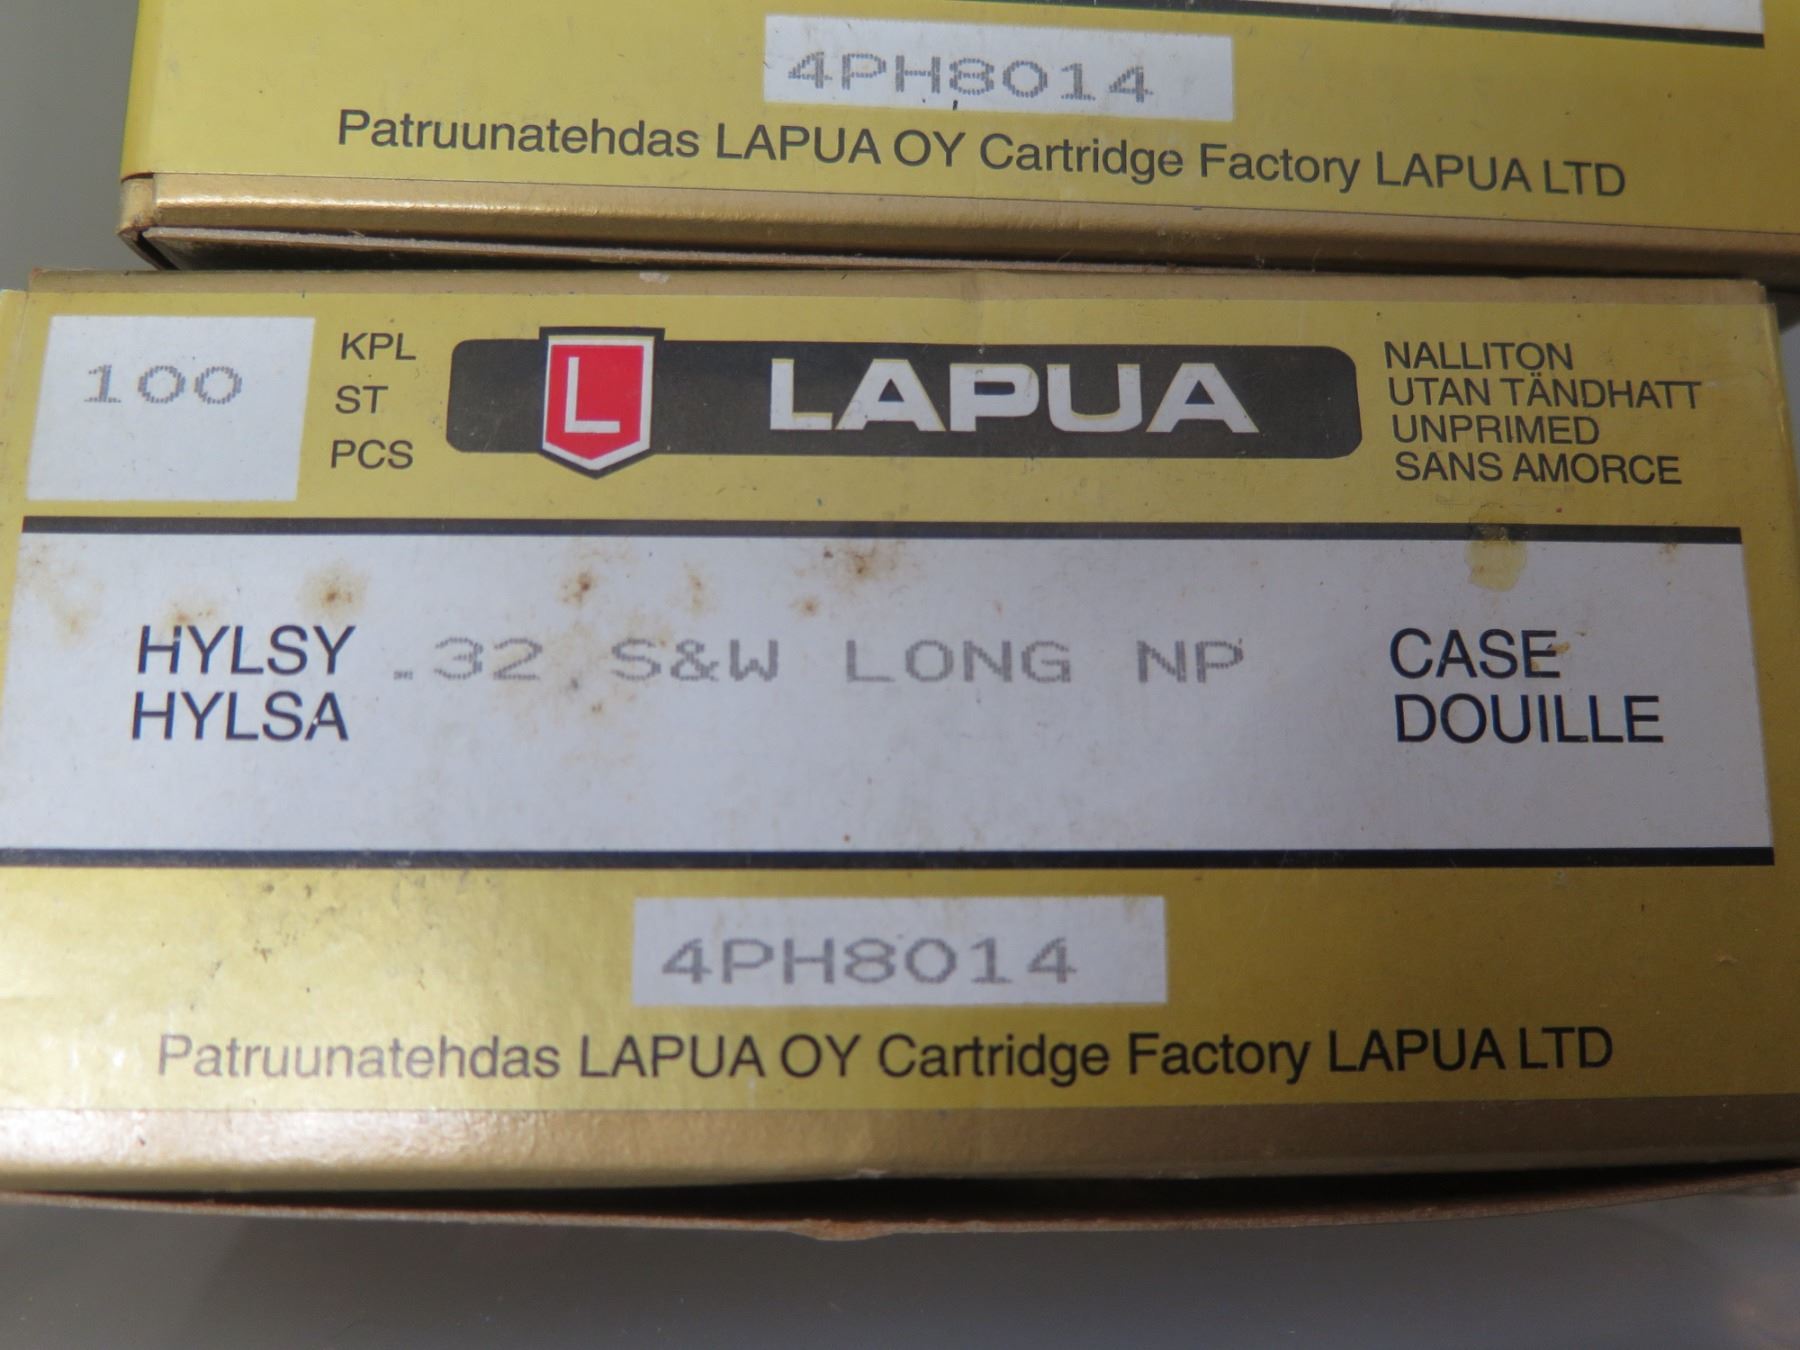 4PH8014
Patruunatehdas LAPUA OY Cartridge Factory LAPUA LTD
100
KPL
ST
PCS
L LAPUA
NALLITON
UTAN TÄNDHATT
UNPRIMED
SANS AMORCE
HYLSY
HYLSA
.32 S&W LONG NP
CASE
DOUILLE
4PH8014
Patruunatehdas LAPUA OY Cartridge Factory LAPUA LTD